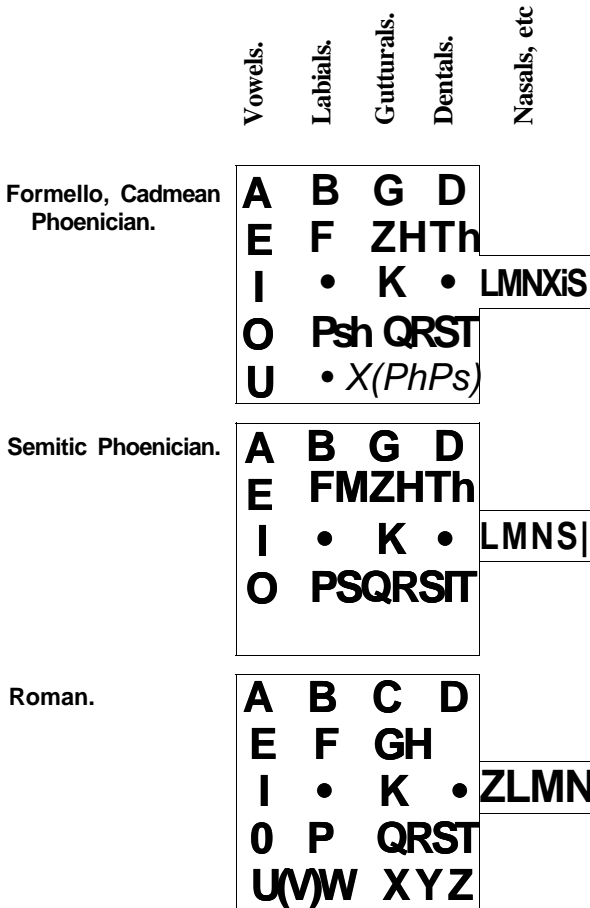 Vowels.
Labials.
Gutturals.
Dentals.
Nasals, etc
Formello, Cadmean
Phoenician.
A B G D
E F ZHTh
I • K • LMNXiS
O Psh QRST
U • X(PhPs)
Semitic Phoenician.
A B G D
E FMZHTh
I • K • LMNS|
O PSQRSIT
Roman.
A B C D
E F GH
I • K • ZLMN
0 P QRST
U(V)W XYZ